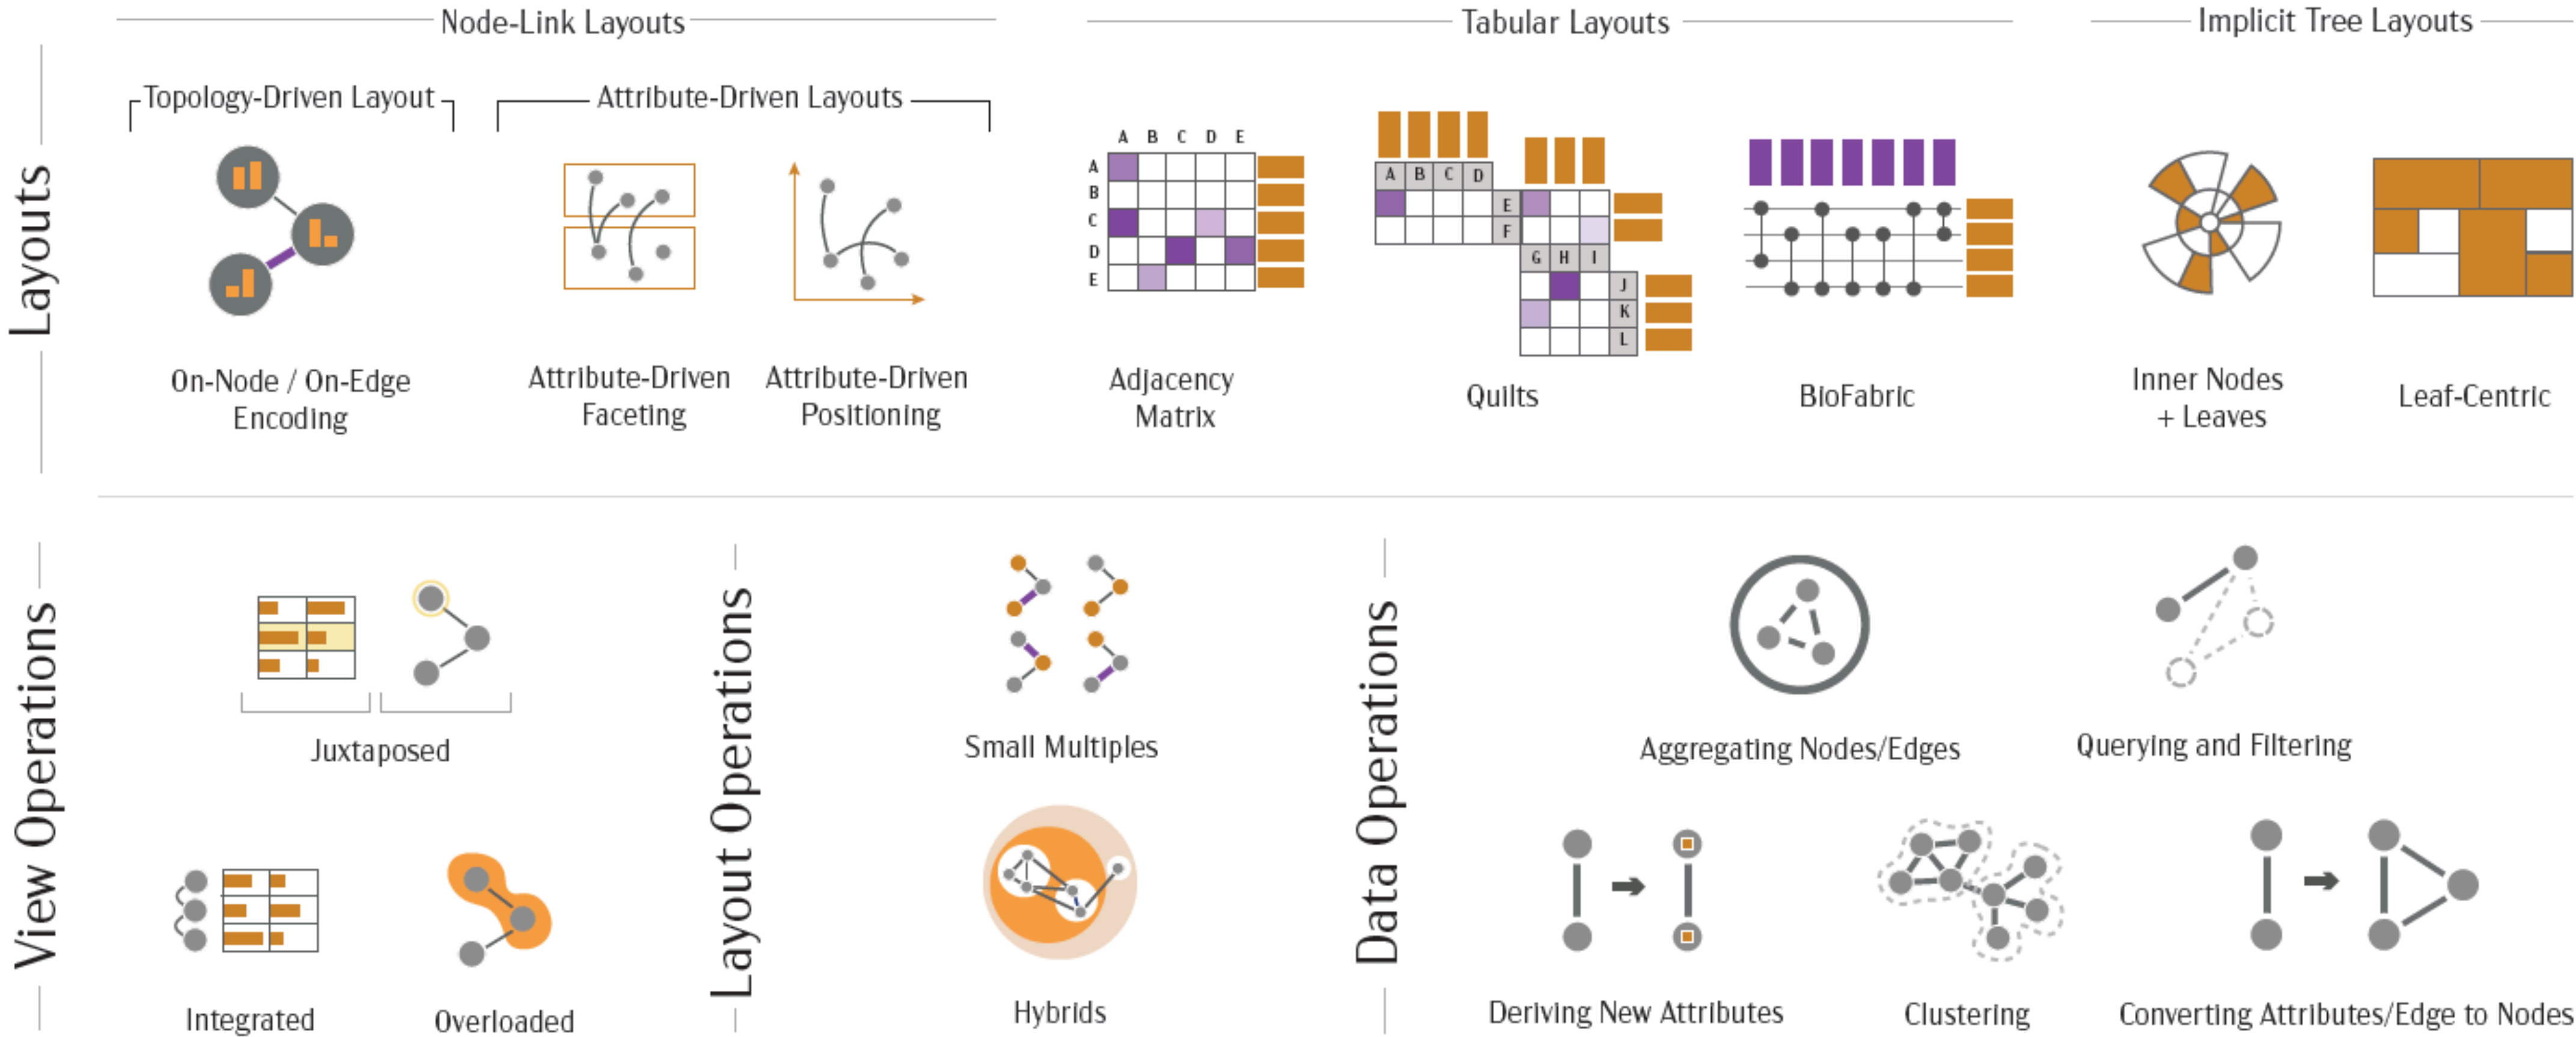 Node-Link Layouts
Tabular Layouts
Implicit Tree Layouts
Layouts
Topology-Driven Layout
Attribute-Driven Layouts
A B C D E
A
B
C
D
E
A B C D
E
F
G H I
J
K
L
On-Node / On-Edge
Encoding
Attribute-Driven
Faceting
Attribute-Driven
Positioning
Adjacency
Matrix
Quilts
BioFabric
Inner Nodes
+ Leaves
Leaf-Centric
View Operations
Juxtaposed
Integrated
Overloaded
Layout Operations
Small Multiples
Hybrids
Data Operations
Aggregating Nodes/Edges
Querying and Filtering
Deriving New Attributes
Clustering
Converting Attributes/Edge to Nodes